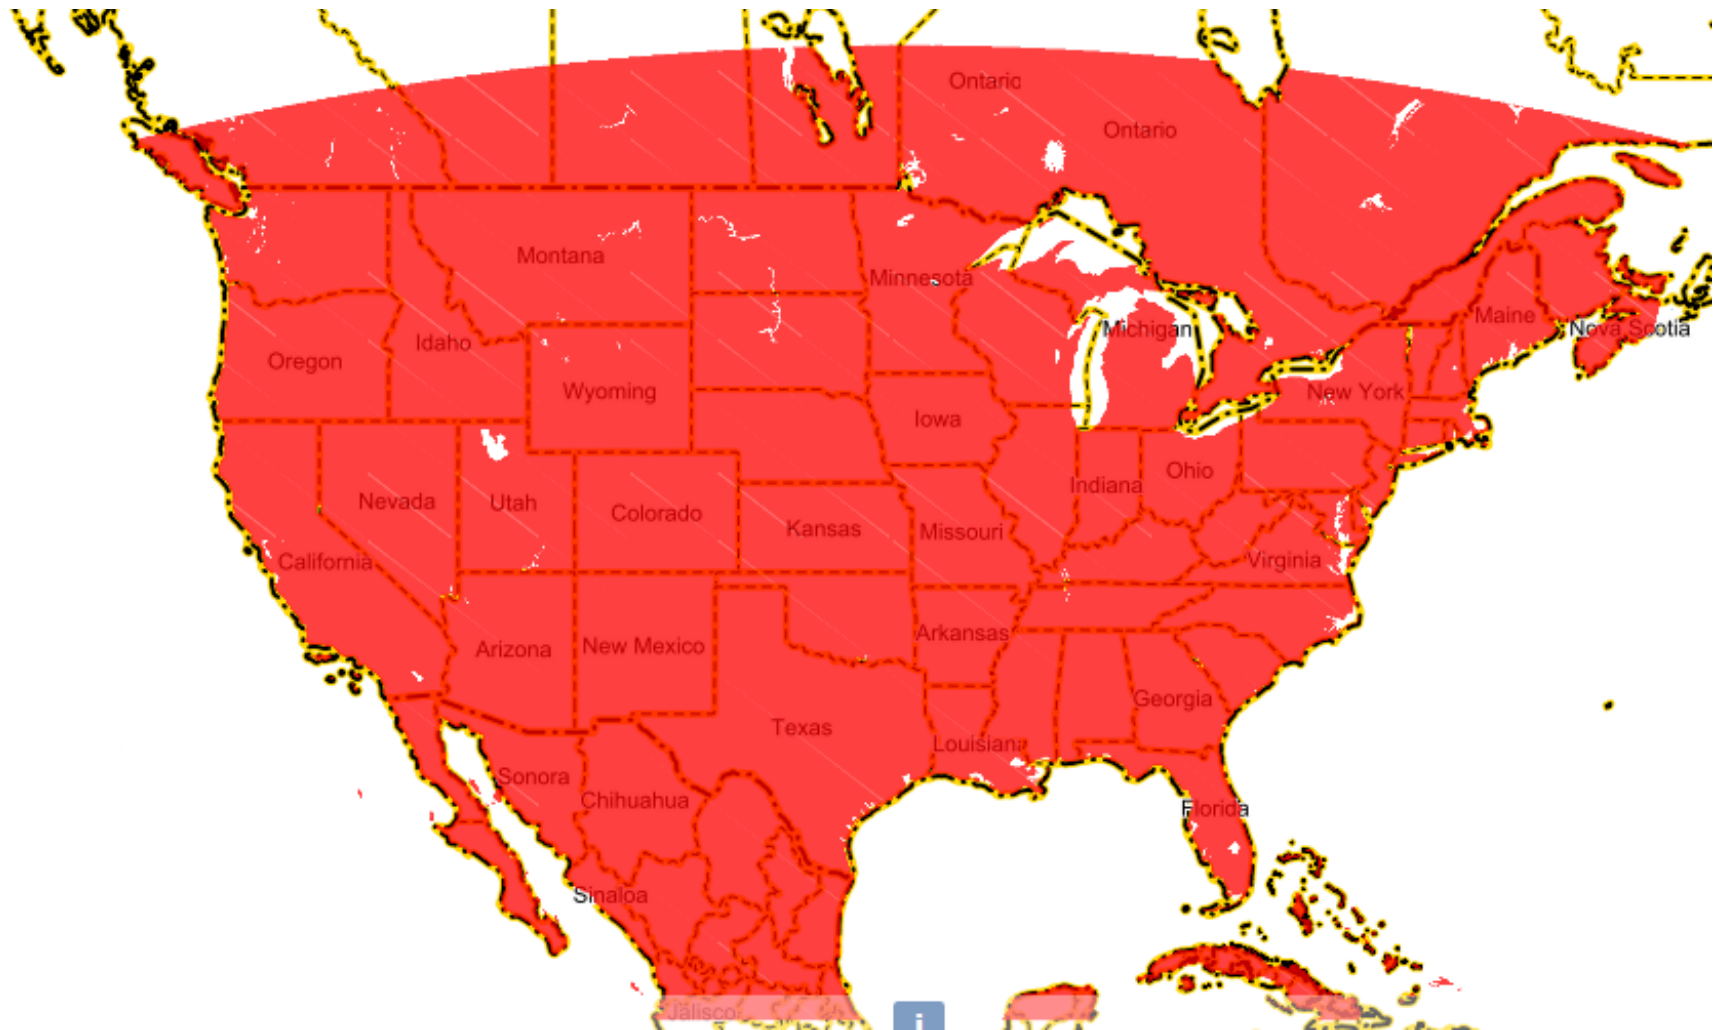 Ontario
Ontario
Montana
Minnesota
Michigan
Maine
Nova Scotia
Oregon
Idaho
Wyoming
New York
Iowa
Ohio
Indiana
Nevada
Utah
Colorado
Kansas
Missouri
California
Virginia
Arizona
New Mexico
Arkansas
Georgia
Texas
Louisiana
Sonora
Chihuahua
Florida
Sinaloa
Jalisco
i